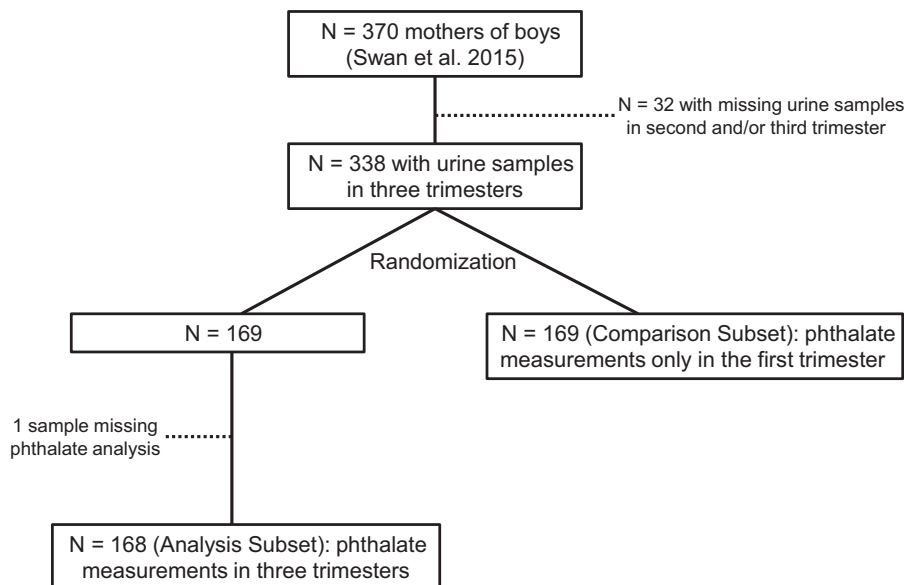 N = 370 mothers of boys
(Swan et al. 2015)
N = 32 with missing urine samples
in second and/or third trimester
N = 338 with urine samples
in three trimesters
Randomization
N = 169
N = 169 (Comparison Subset): phthalate
measurements only in the first trimester
1 sample missing
phthalate analysis
N = 168 (Analysis Subset): phthalate
measurements in three trimesters